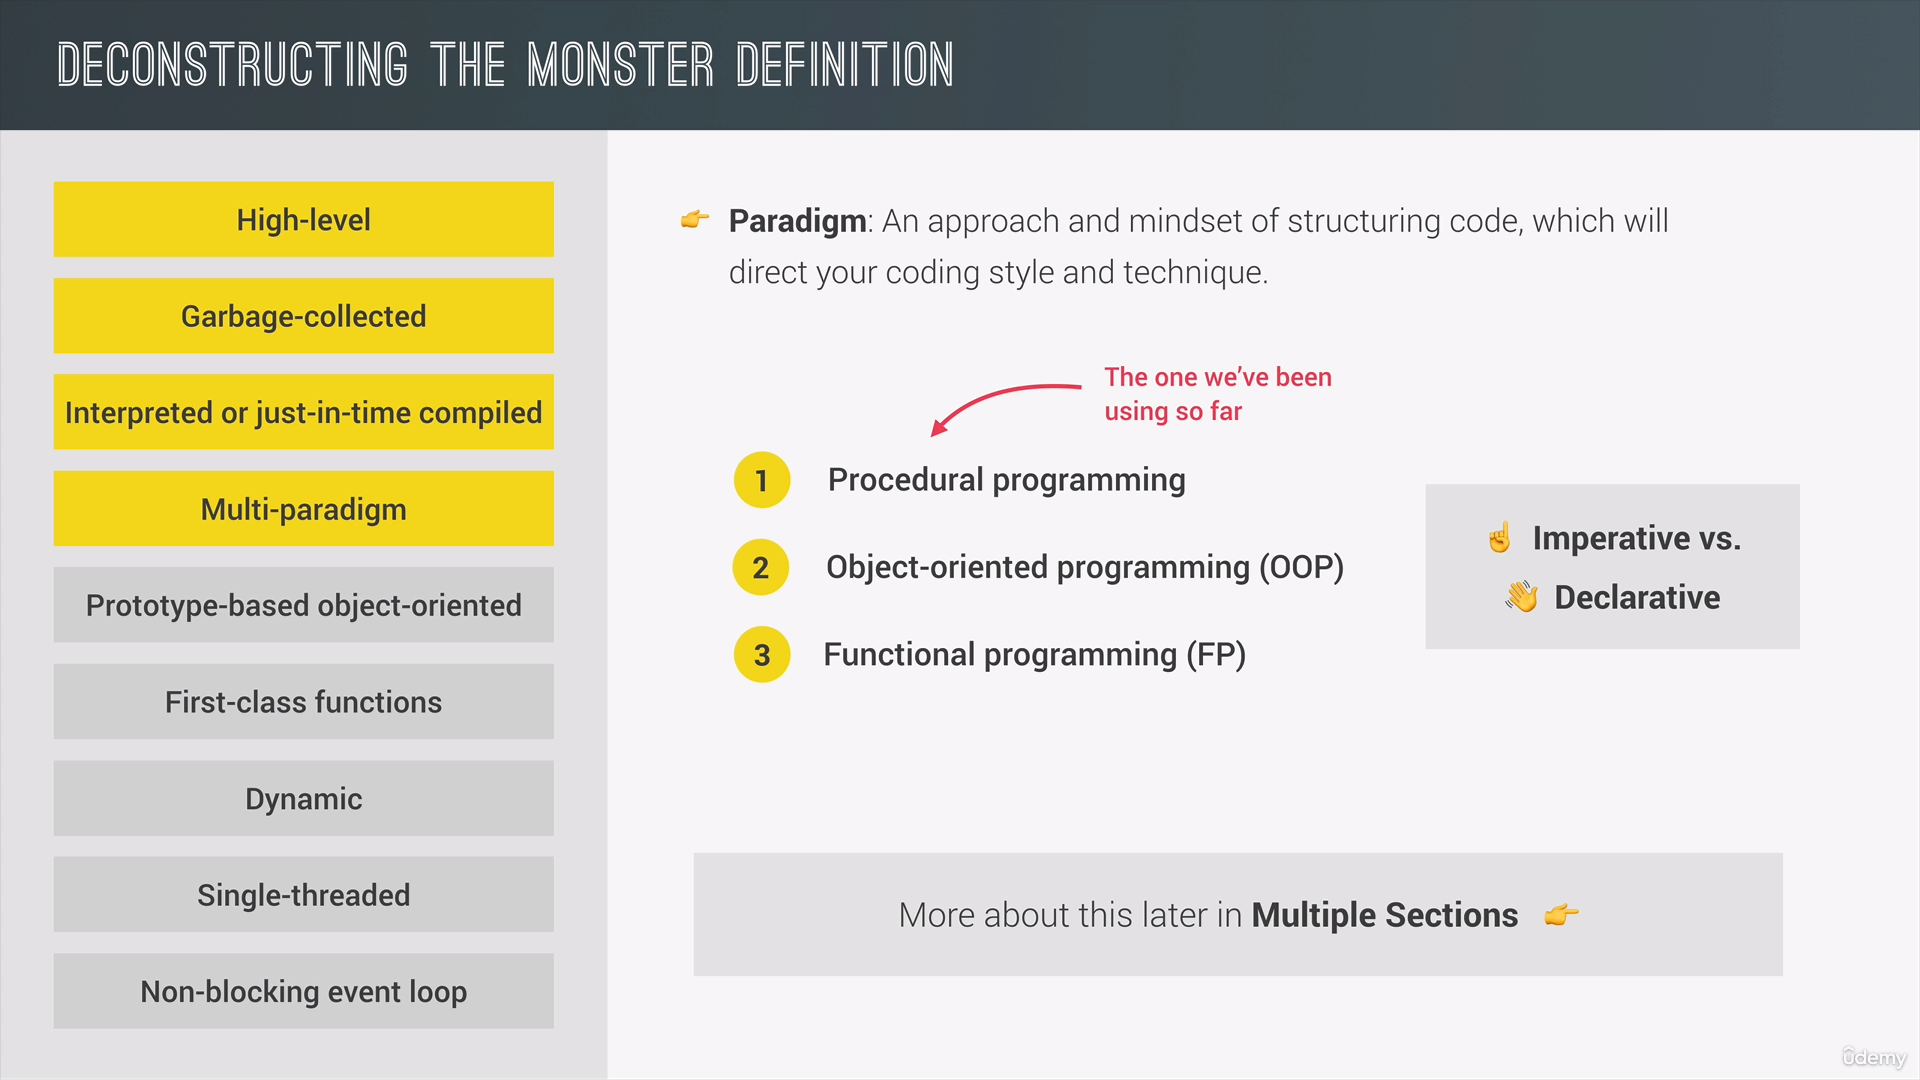 DECONSTRUCTING THE MONSTER DEFINITION
High-level
Garbage-collected
Interpreted or just-in-time compiled
Multi-paradigm
Prototype-based object-oriented
First-class functions
Dynamic
Single-threaded
Non-blocking event loop
👉 Paradigm: An approach and mindset of structuring code, which will
direct your coding style and technique.
The one we’ve been
using so far
1 Procedural programming
2 Object-oriented programming (OOP)
3 Functional programming (FP)
☝️ Imperative vs.
👋 Declarative
More about this later in Multiple Sections 👉
ûdemy